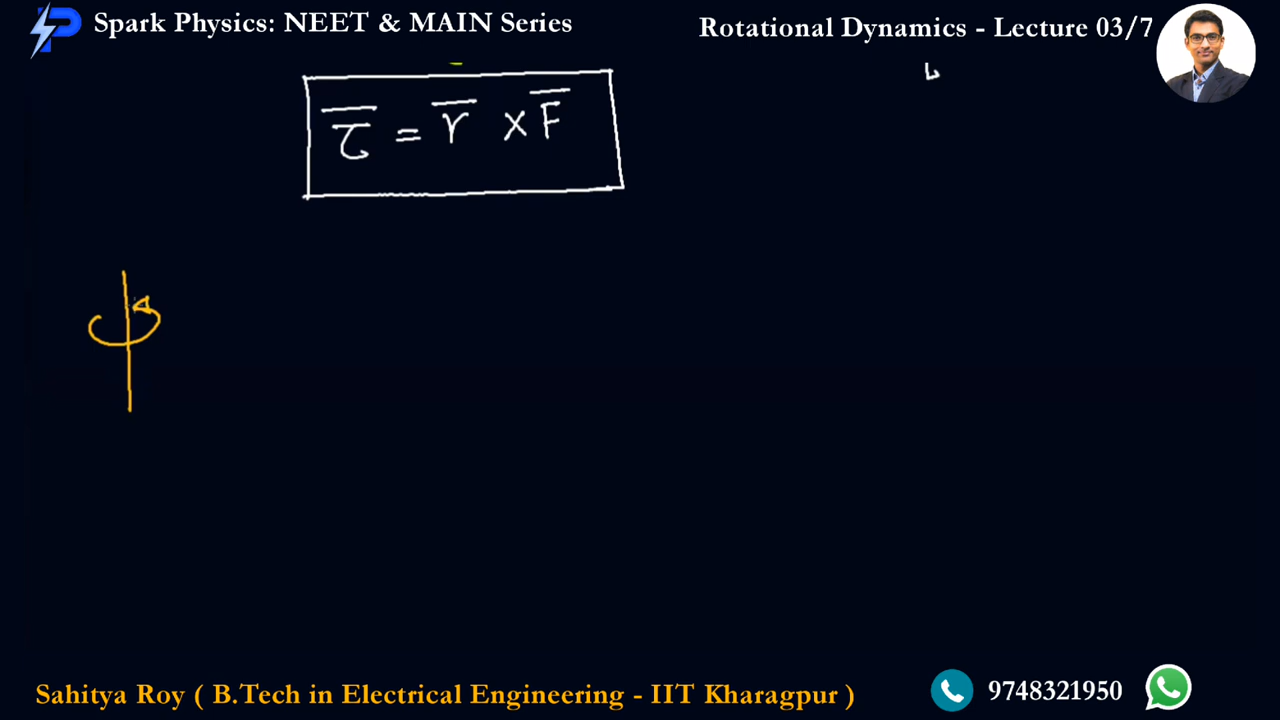 Spark Physics: NEET & MAIN Series
Rotational Dynamics - Lecture 03/7
τ̅ = r̅ × F̅
Sahitya Roy ( B.Tech in Electrical Engineering - IIT Kharagpur )
9748321950